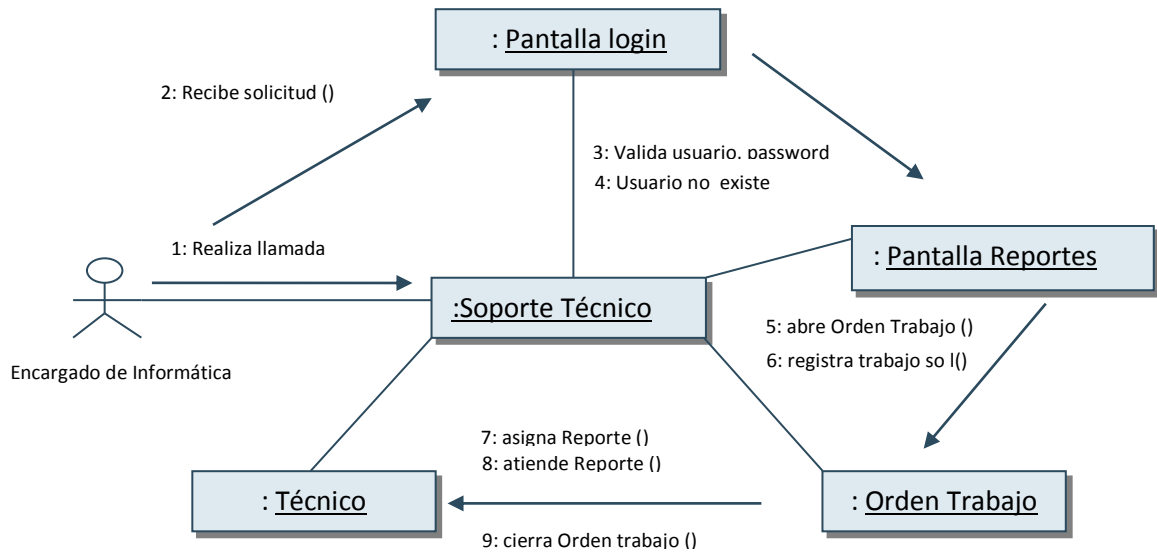 : Pantalla login
2: Recibe solicitud ()
3: Valida usuario. password
4: Usuario no existe
1: Realiza llamada
: Pantalla Reportes
:Soporte Técnico
5: abre Orden Trabajo ()
6: registra trabajo so l()
Encargado de Informática
7: asigna Reporte ()
8: atiende Reporte ()
: Técnico
: Orden Trabajo
9: cierra Orden trabajo ()